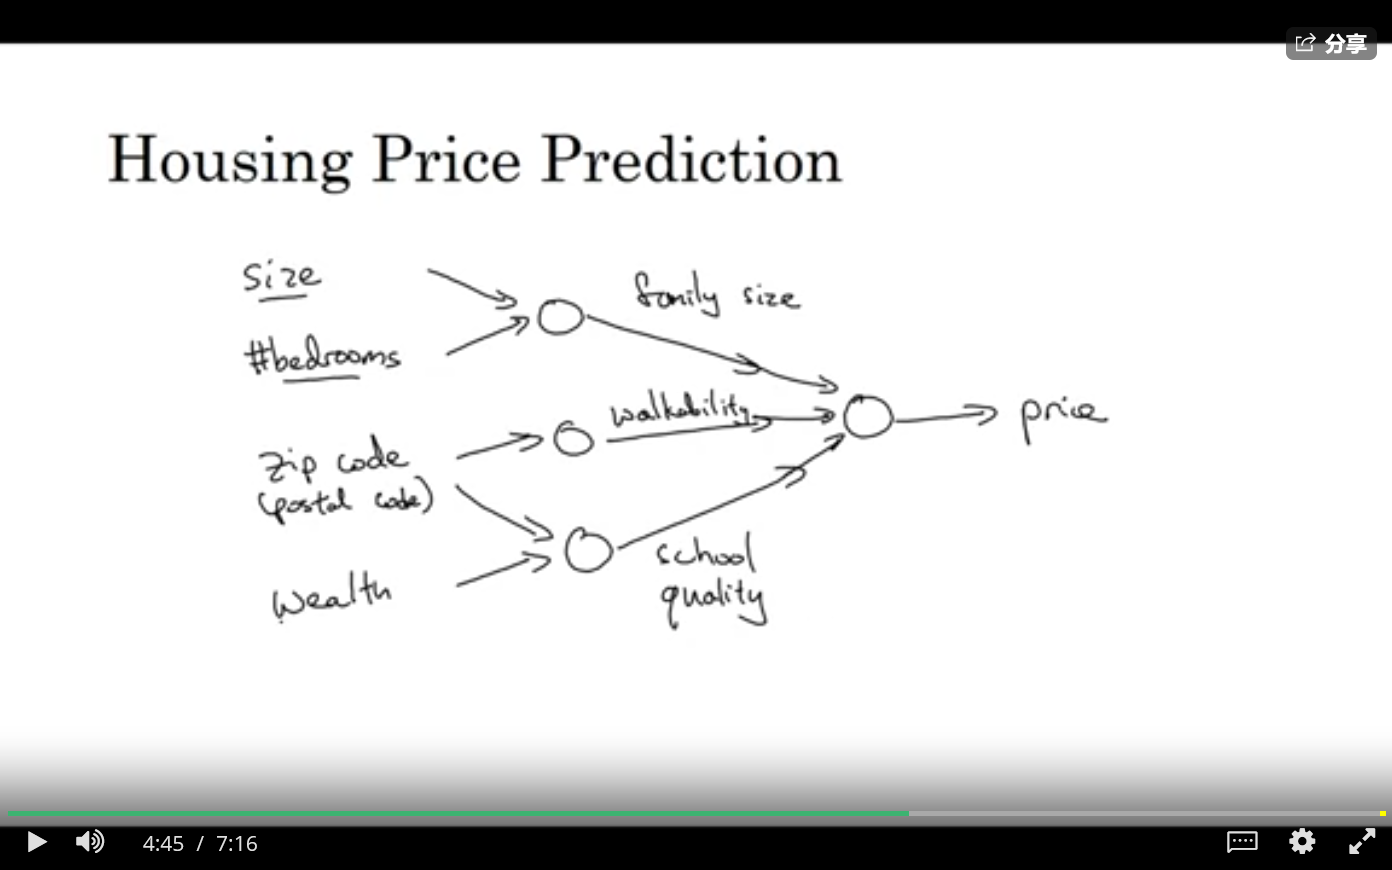 分享
Housing Price Prediction
size
family size
#bedrooms
walkability
price
zip code
(postal code)
school
quality
wealth
4:45 / 7:16